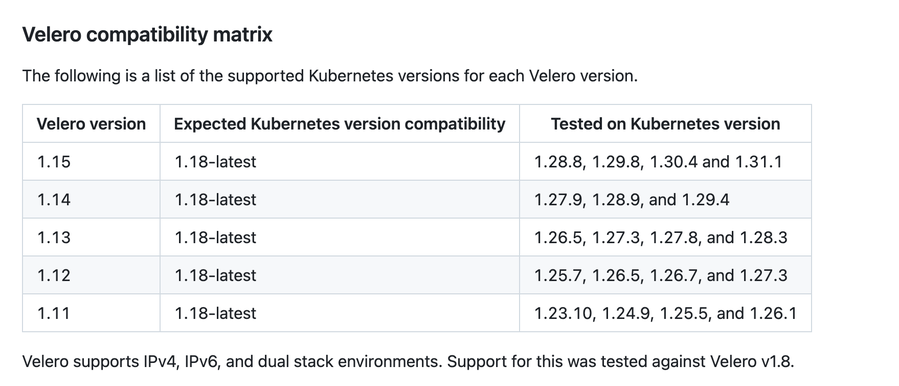 Velero compatibility matrix
The following is a list of the supported Kubernetes versions for each Velero version.
Velero version Expected Kubernetes version compatibility Tested on Kubernetes version
1.15 1.18-latest 1.28.8, 1.29.8, 1.30.4 and 1.31.1
1.14 1.18-latest 1.27.9, 1.28.9, and 1.29.4
1.13 1.18-latest 1.26.5, 1.27.3, 1.27.8, and 1.28.3
1.12 1.18-latest 1.25.7, 1.26.5, 1.26.7, and 1.27.3
1.11 1.18-latest 1.23.10, 1.24.9, 1.25.5, and 1.26.1
Velero supports IPv4, IPv6, and dual stack environments. Support for this was tested against Velero v1.8.